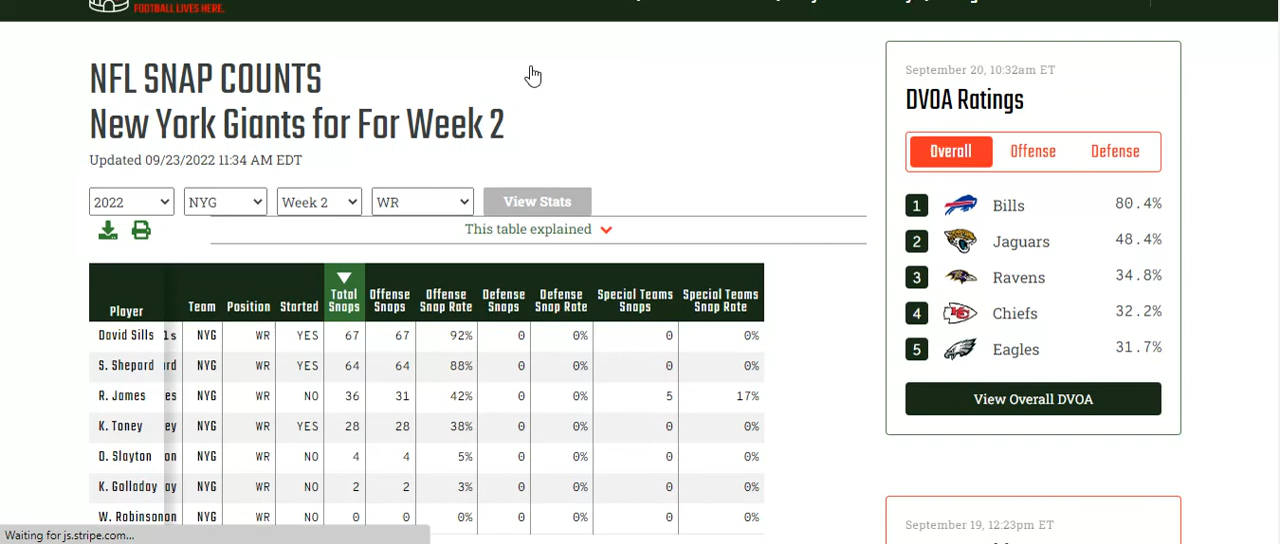 FOOTBALL LIVES HERE.
NFL SNAP COUNTS
New York Giants for For Week 2
Updated 09/23/2022 11:34 AM EDT
2022 NYG Week 2 WR View Stats
This table explained
Player Team Position Started Total Snaps Offense Snaps Offense Snap Rate Defense Snaps Defense Snap Rate Special Teams Snaps Special Teams Snap Rate
David Sills ls NYG WR YES 67 67 92% 0 0% 0 0%
S. Shepard rd NYG WR YES 64 64 88% 0 0% 0 0%
R. James es NYG WR NO 36 31 42% 0 0% 5 17%
K. Toney ey NYG WR YES 28 28 38% 0 0% 0 0%
D. Slayton on NYG WR NO 4 4 5% 0 0% 0 0%
K. Golladay ay NYG WR NO 2 2 3% 0 0% 0 0%
W. Robinson on NYG WR NO 0 0 0% 0 0% 0 0%
Waiting for js.stripe.com...
September 20, 10:32am ET
DVOA Ratings
Overall Offense Defense
1 Bills 80.4%
2 Jaguars 48.4%
3 Ravens 34.8%
4 Chiefs 32.2%
5 Eagles 31.7%
View Overall DVOA
September 19, 12:23pm ET